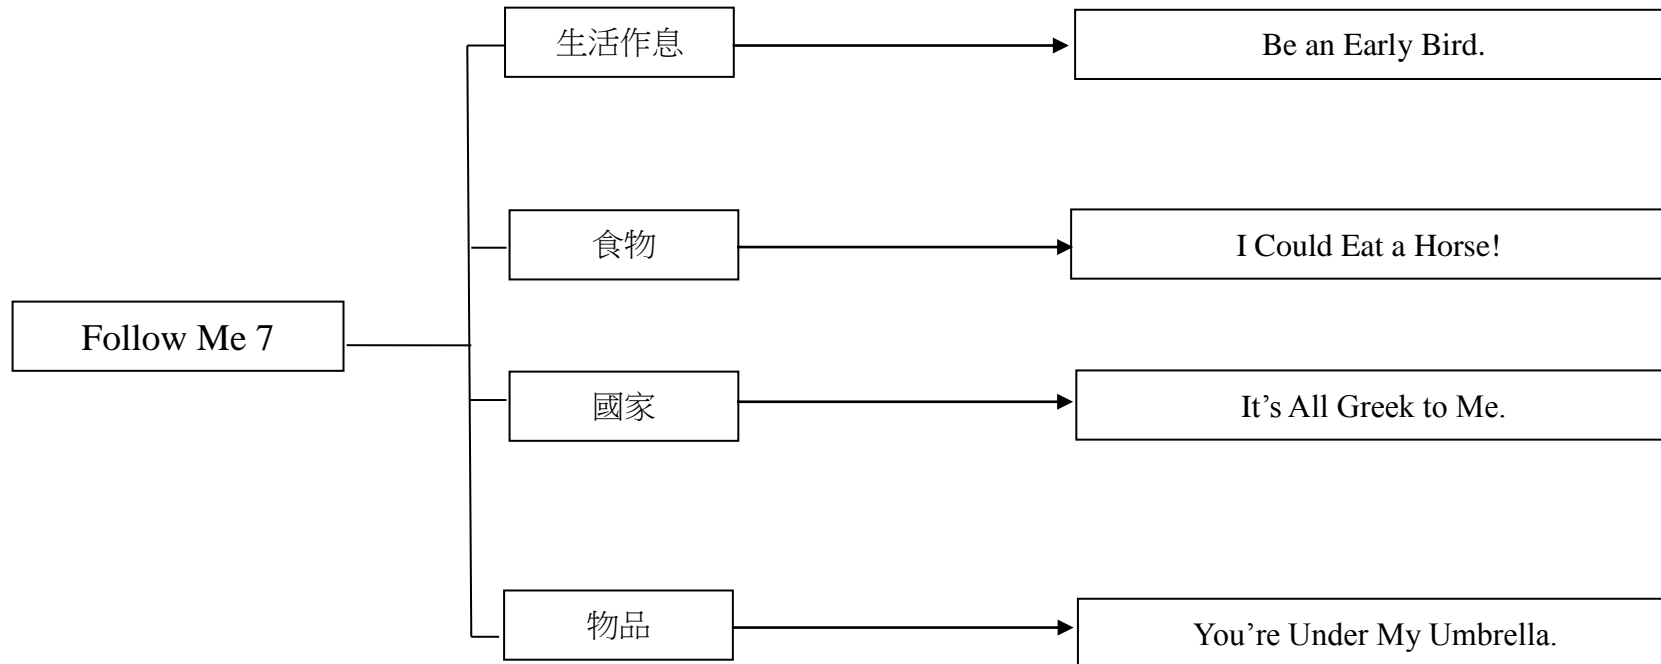 生活作息
Be an Early Bird.
食物
I Could Eat a Horse!
Follow Me 7
國家
It’s All Greek to Me.
物品
You’re Under My Umbrella.